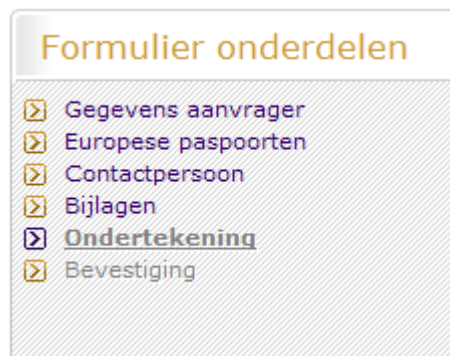 Formulier onderdelen
Gegevens aanvrager
Europese paspoorten
Contactpersoon
Bijlagen
Ondertekening
Bevestiging